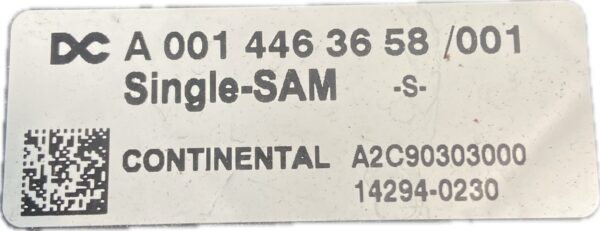 DC A 001 446 36 58 /001
Single-SAM -S-
CONTINENTAL A2C90303000
14294-0230